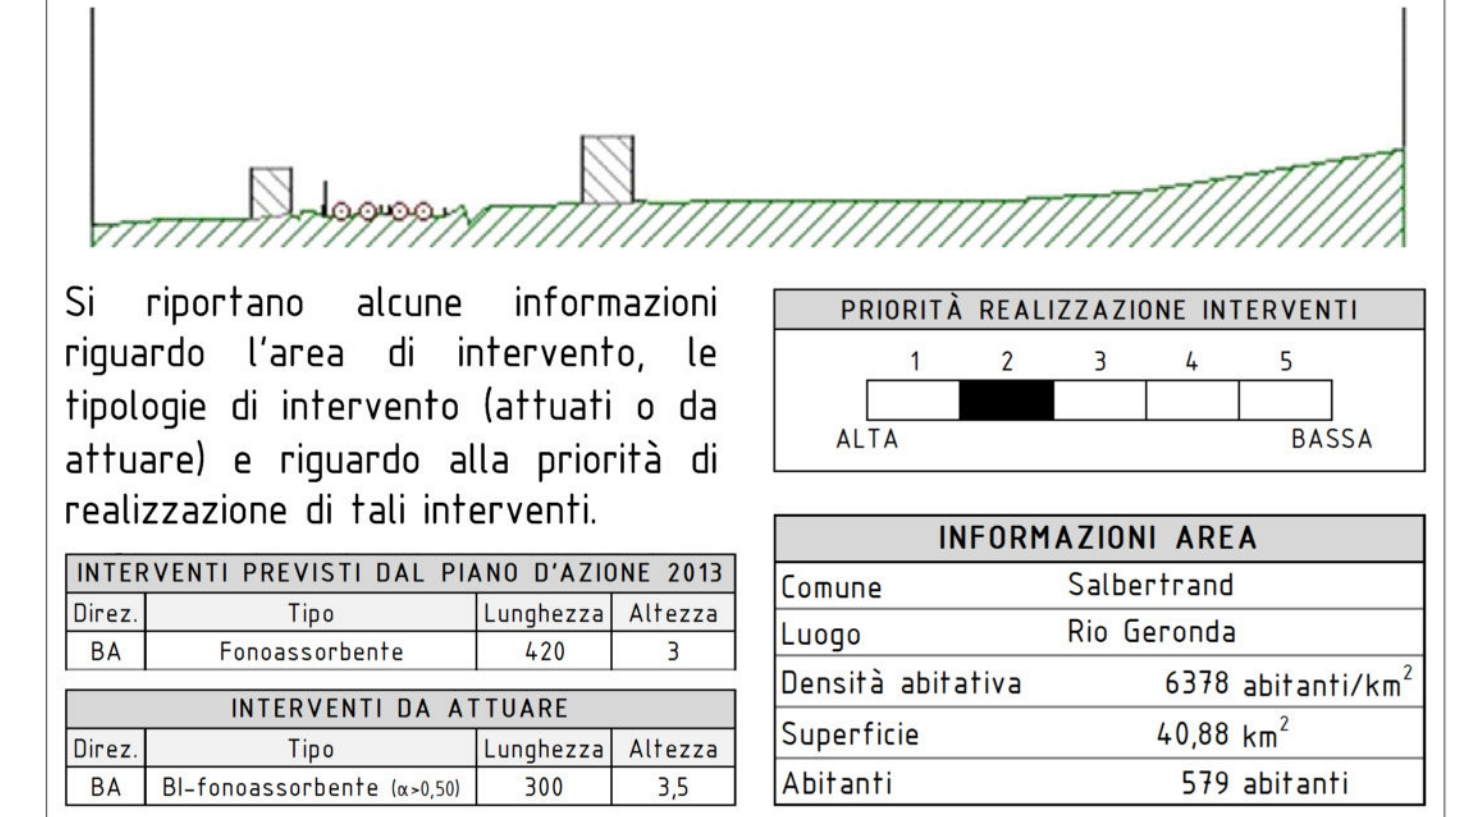 Si riportano alcune informazioni
riguardo l'area di intervento, le
tipologie di intervento (attuati o da
attuare) e riguardo alla priorità di
realizzazione di tali interventi.
INTERVENTI PREVISTI DAL PIANO D'AZIONE 2013
Direz. Tipo Lunghezza Altezza
BA Fonoassorbente 420 3
INTERVENTI DA ATTUARE
Direz. Tipo Lunghezza Altezza
BA BI-fonoassorbente (α>0,50) 300 3,5
PRIORITÀ REALIZZAZIONE INTERVENTI
1 2 3 4 5
ALTA BASSA
INFORMAZIONI AREA
Comune Salbertrand
Luogo Rio Geronda
Densità abitativa 6378 abitanti/km²
Superficie 40,88 km²
Abitanti 579 abitanti